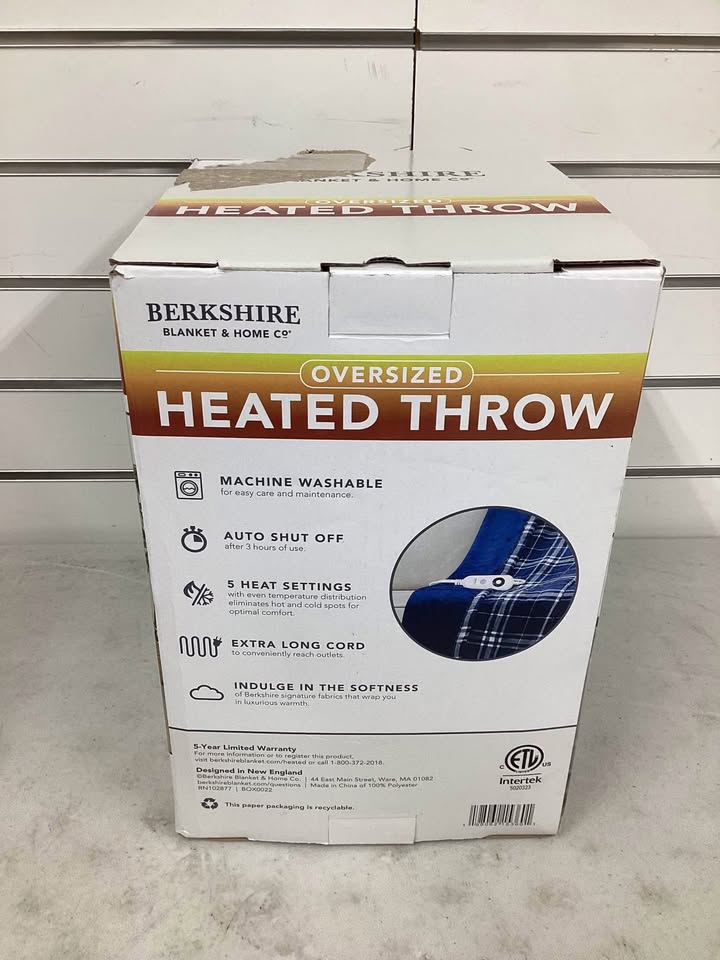 SHIRE
ANKET & HOME Cº
OVERSIZED
HEATED THROW
BERKSHIRE
BLANKET & HOME Cº
OVERSIZED
HEATED THROW
MACHINE WASHABLE
for easy care and maintenance.
AUTO SHUT OFF
after 3 hours of use.
5 HEAT SETTINGS
with even temperature distribution
eliminates hot and cold spots for
optimal comfort.
EXTRA LONG CORD
to conveniently reach outlets.
INDULGE IN THE SOFTNESS
of Berkshire signature fabrics that wrap you
in luxurious warmth.
5-Year Limited Warranty
For more information or to register this product,
visit berkshireblanket.com/heated or call 1-800-372-2018.
Designed in New England
©Berkshire Blanket & Home Co. | 44 East Main Street, Ware, MA 01082
berkshireblanket.com/questions | Made in China of 100% Polyester
RN102877 | BOX0022
This paper packaging is recyclable.
C ETL US
Intertek
5020323